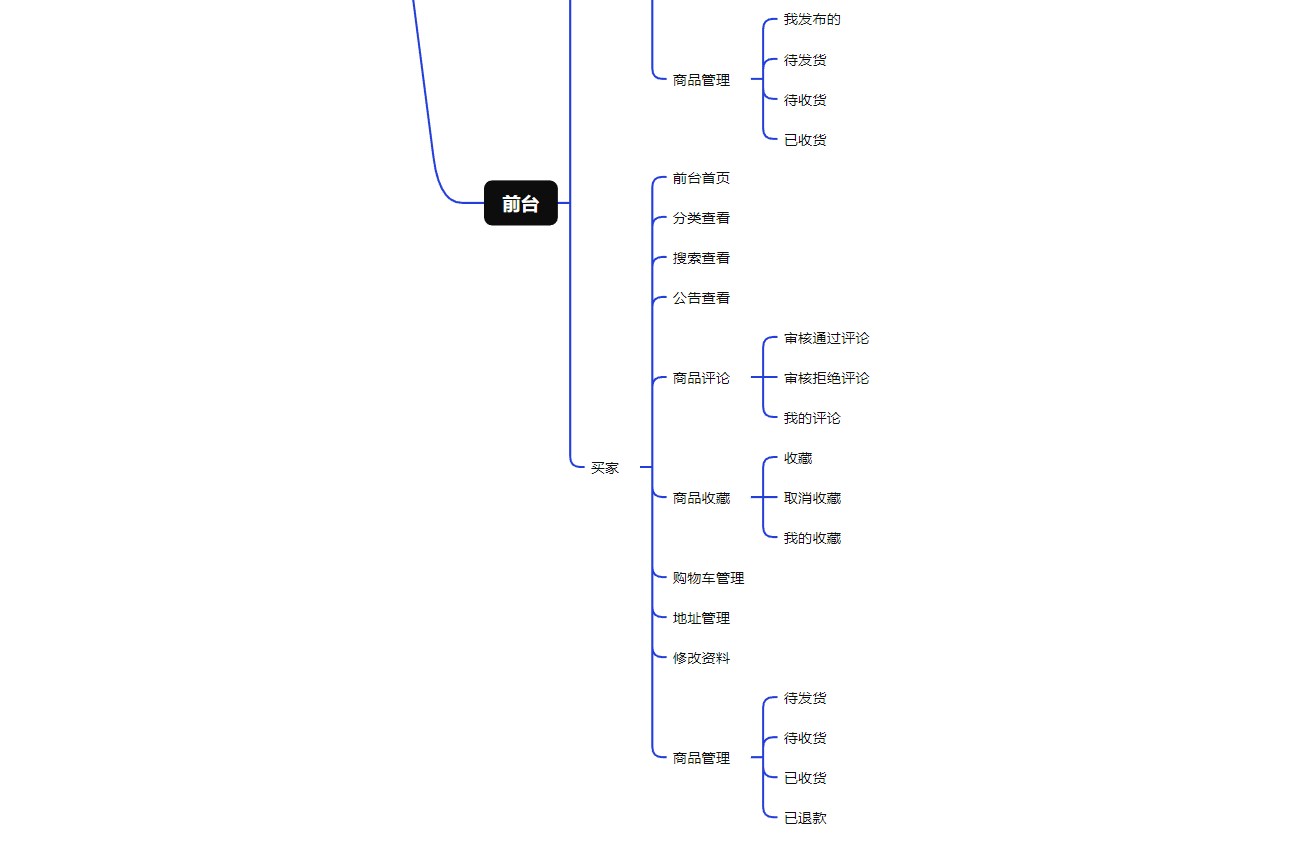 我发布的
待发货
商品管理
待收货
已收货
前台首页
前台
分类查看
搜索查看
公告查看
审核通过评论
商品评论
审核拒绝评论
我的评论
收藏
买家
商品收藏
取消收藏
我的收藏
购物车管理
地址管理
修改资料
待发货
待收货
商品管理
已收货
已退款